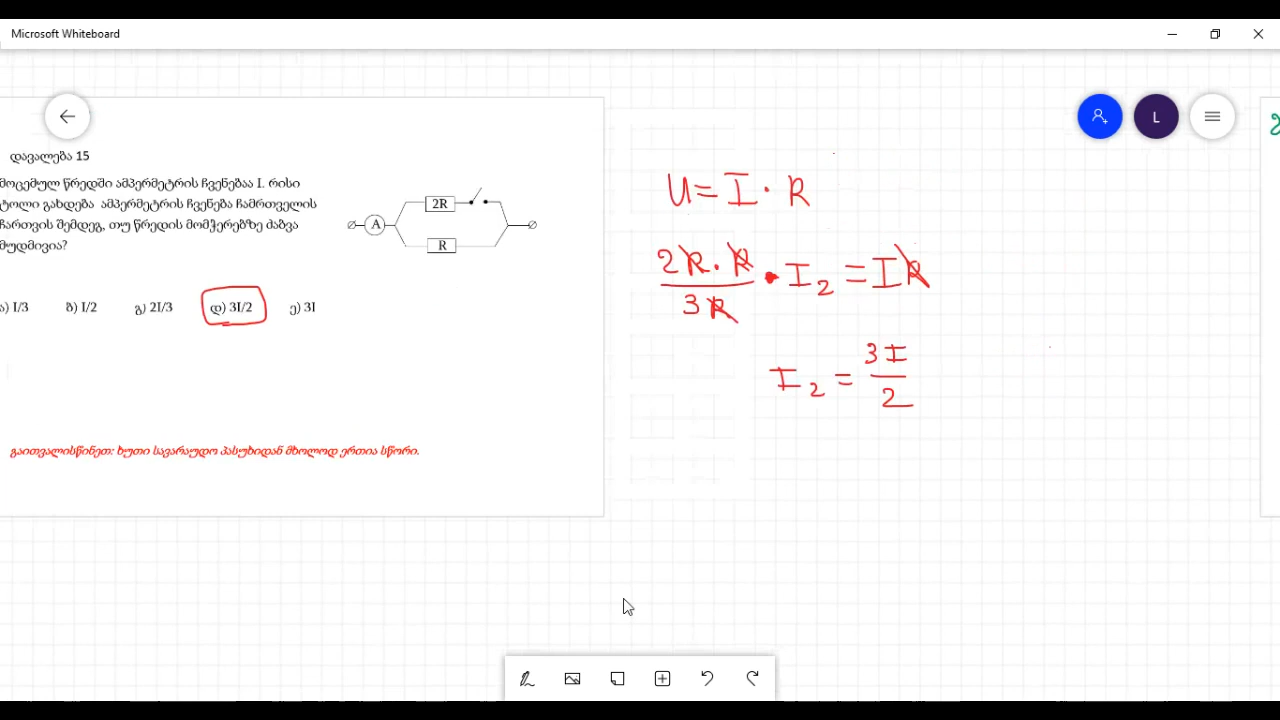 Microsoft Whiteboard
დავალება 15
მოცემულ წრედში ამპერმეტრის ჩვენებაა I. რისი
ტოლი გახდება ამპერმეტრის ჩვენება ჩამრთველის
ჩართვის შემდეგ, თუ წრედის მომჭერებზე ძაბვა
მუდმივია?
2R
A
R
ა) I/3 ბ) I/2 გ) 2I/3 დ) 3I/2 ე) 3I
გაითვალისწინეთ: ხუთი სავარაუდო პასუხიდან მხოლოდ ერთია სწორი.
U = I · R
2R · R / 3R · I₂ = IR
I₂ = 3I / 2
L